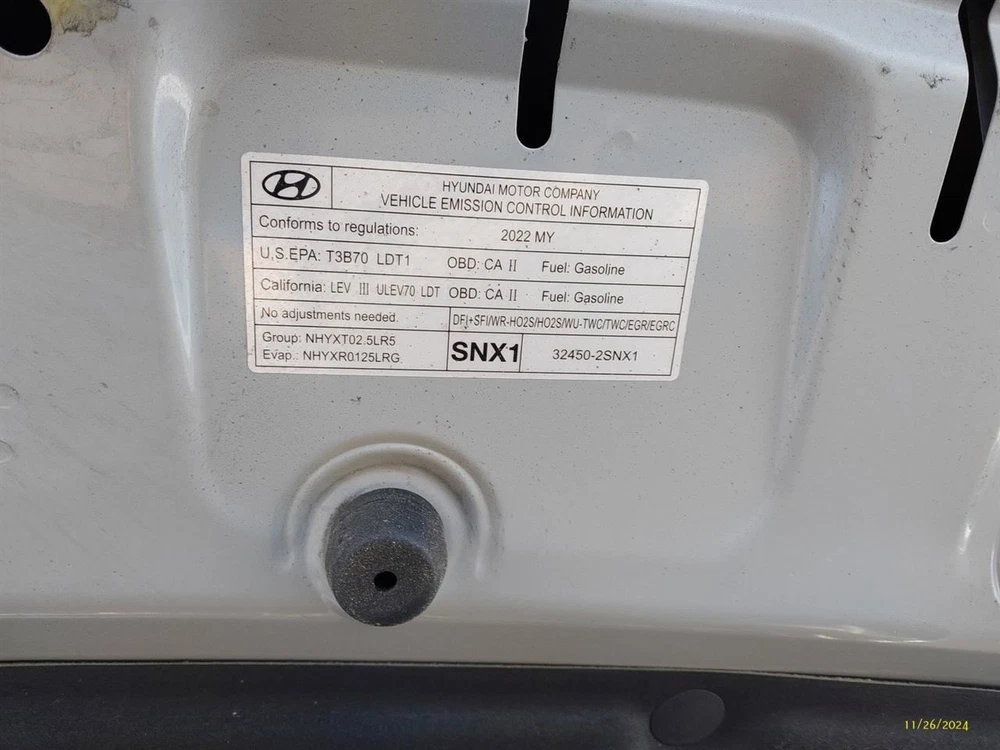 HYUNDAI MOTOR COMPANY
VEHICLE EMISSION CONTROL INFORMATION
Conforms to regulations: 2022 MY
U.S.EPA: T3B70 LDT1 OBD: CA II Fuel: Gasoline
California: LEV III ULEV70 LDT OBD: CA II Fuel: Gasoline
No adjustments needed. DFI+SFI/WR-HO2S/HO2S/WU-TWC/TWC/EGR/EGRC
Group: NHYXT02.5LR5
Evap.: NHYXR0125LRG
SNX1 32450-2SNX1
11/26/2024